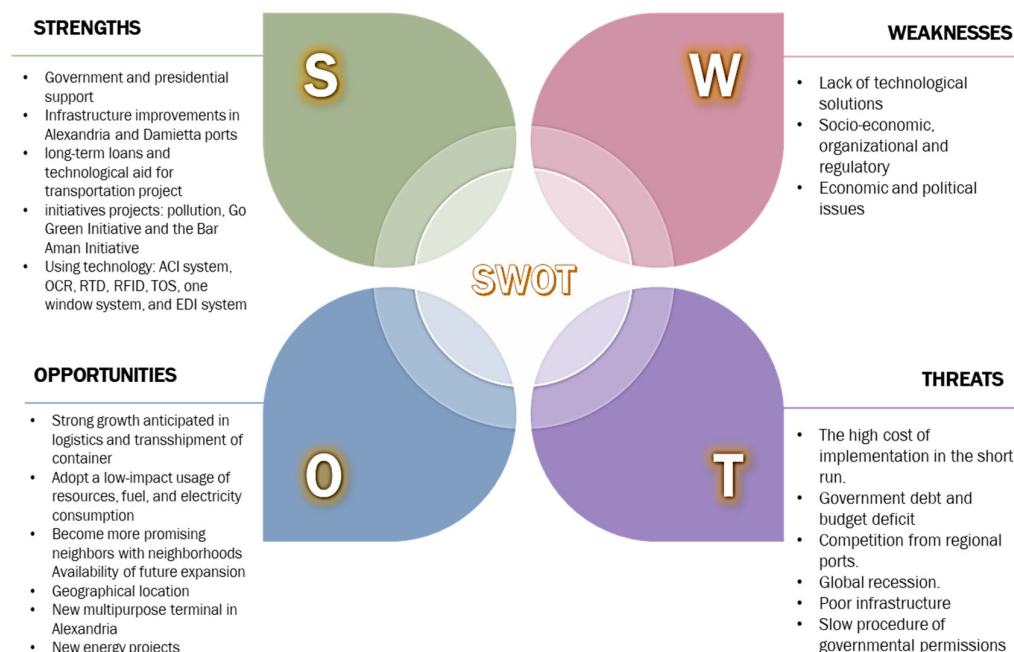 STRENGTHS
• Government and presidential
support
• Infrastructure improvements in
Alexandria and Damietta ports
• long-term loans and
technological aid for
transportation project
• initiatives projects: pollution, Go
Green Initiative and the Bar
Aman Initiative
• Using technology: ACI system,
OCR, RTD, RFID, TOS, one
window system, and EDI system
S
W
WEAKNESSES
• Lack of technological
solutions
• Socio-economic,
organizational and
regulatory
• Economic and political
issues
SWOT
OPPORTUNITIES
• Strong growth anticipated in
logistics and transshipment of
container
• Adopt a low-impact usage of
resources, fuel, and electricity
consumption
• Become more promising
neighbors with neighborhoods
Availability of future expansion
• Geographical location
• New multipurpose terminal in
Alexandria
• New energy projects
O
T
THREATS
• The high cost of
implementation in the short
run.
• Government debt and
budget deficit
• Competition from regional
ports.
• Global recession.
• Poor infrastructure
• Slow procedure of
governmental permissions